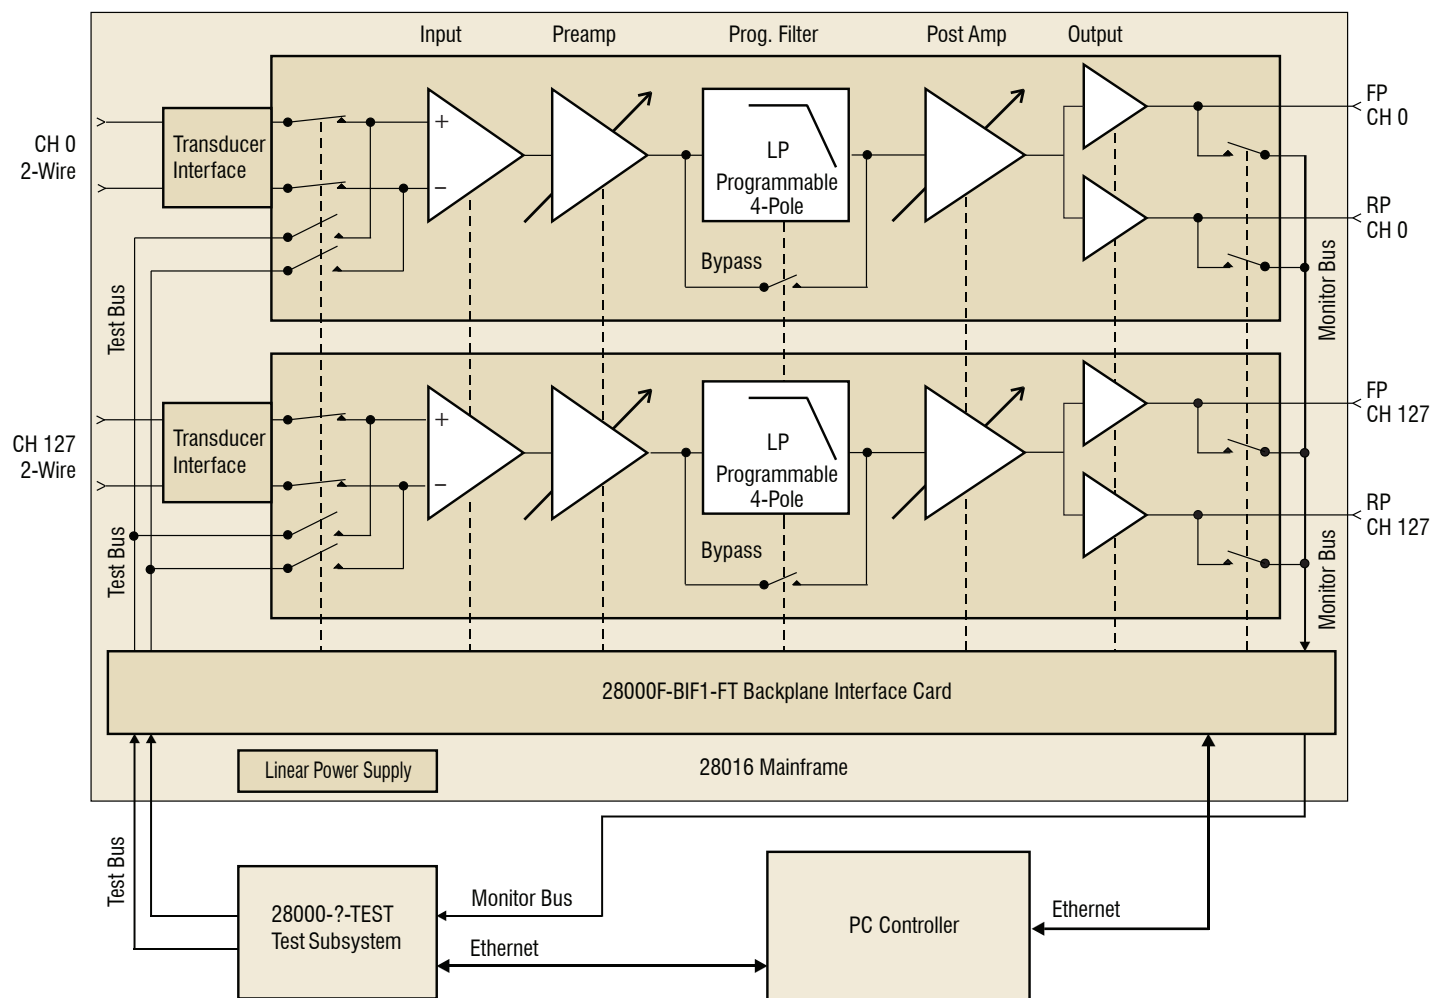 Input
Preamp
Prog. Filter
Post Amp
Output
CH 0
2-Wire
Transducer
Interface
+
−
LP
Programmable
4-Pole
Bypass
FP
CH 0
RP
CH 0
Test Bus
Monitor Bus
CH 127
2-Wire
Transducer
Interface
+
−
LP
Programmable
4-Pole
Bypass
FP
CH 127
RP
CH 127
Test Bus
Monitor Bus
28000F-BIF1-FT Backplane Interface Card
Linear Power Supply
28016 Mainframe
Test Bus
28000-?-TEST
Test Subsystem
Monitor Bus
Ethernet
PC Controller
Ethernet